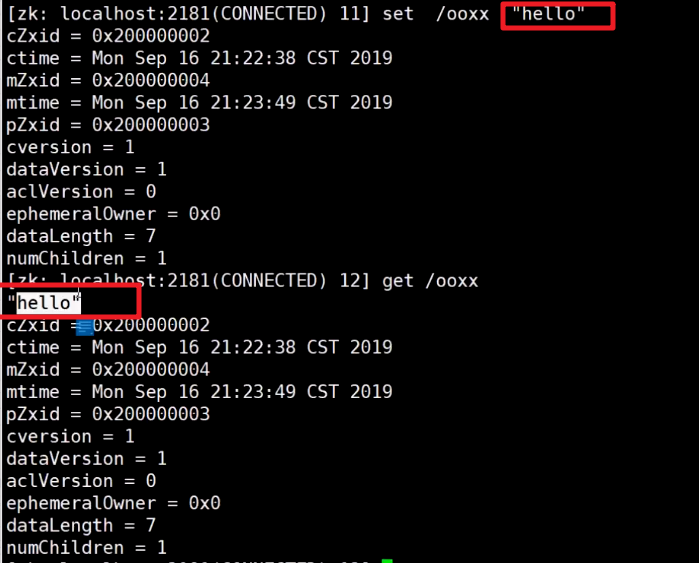 [zk: localhost:2181(CONNECTED) 11] set  /ooxx  "hello"
cZxid = 0x200000002
ctime = Mon Sep 16 21:22:38 CST 2019
mZxid = 0x200000004
mtime = Mon Sep 16 21:23:49 CST 2019
pZxid = 0x200000003
cversion = 1
dataVersion = 1
aclVersion = 0
ephemeralOwner = 0x0
dataLength = 7
numChildren = 1
[zk: localhost:2181(CONNECTED) 12] get /ooxx
"hello"
cZxid = 0x200000002
ctime = Mon Sep 16 21:22:38 CST 2019
mZxid = 0x200000004
mtime = Mon Sep 16 21:23:49 CST 2019
pZxid = 0x200000003
cversion = 1
dataVersion = 1
aclVersion = 0
ephemeralOwner = 0x0
dataLength = 7
numChildren = 1